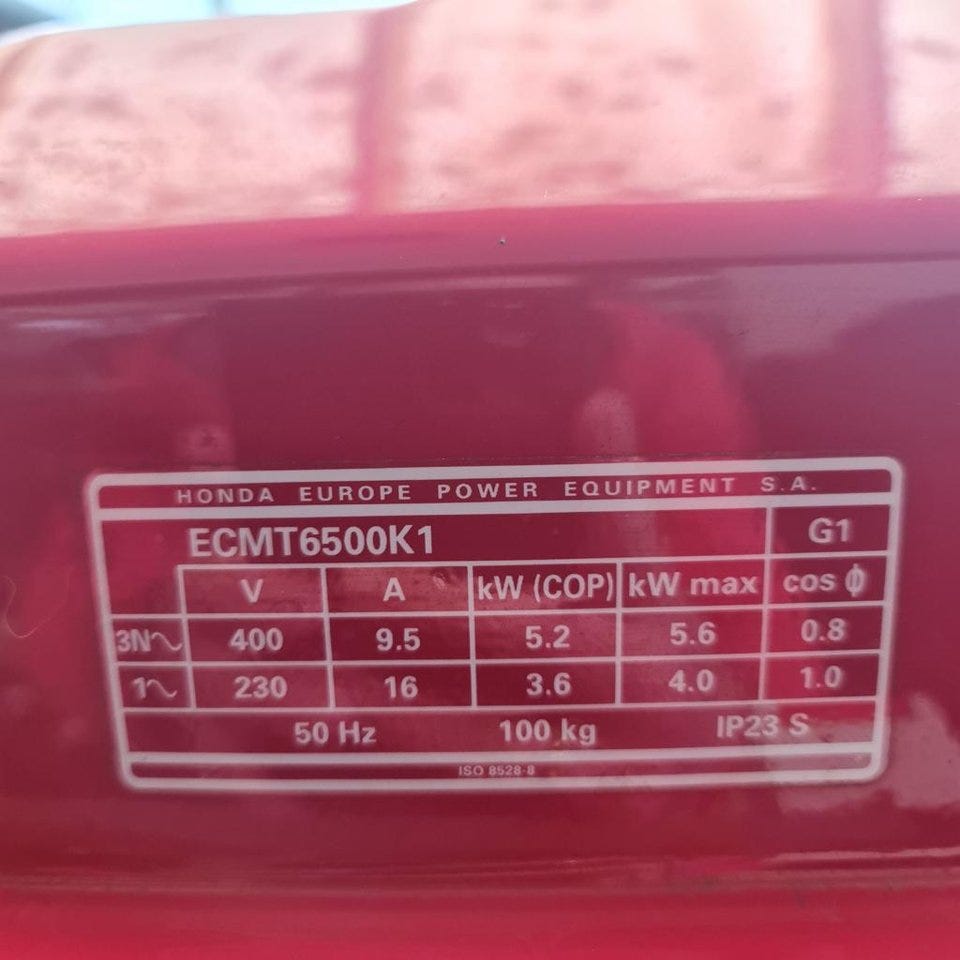 HONDA EUROPE POWER EQUIPMENT S.A.
ECMT6500K1 G1
V A kW (COP) kW max cos ϕ
3N~ 400 9.5 5.2 5.6 0.8
1~ 230 16 3.6 4.0 1.0
50 Hz 100 kg IP23 S
ISO 8528-8